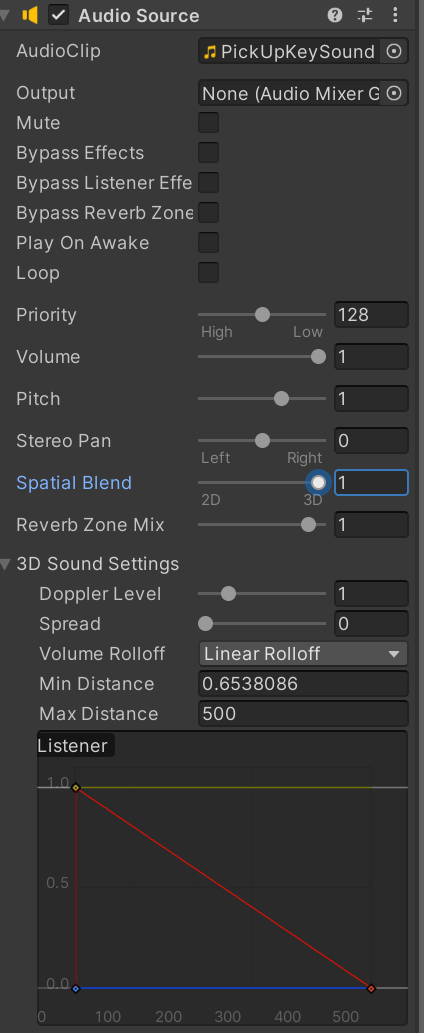 Audio Source
AudioClip PickUpKeySound
Output None (Audio Mixer G
Mute
Bypass Effects
Bypass Listener Effe
Bypass Reverb Zone
Play On Awake
Loop
Priority 128
High Low
Volume 1
Pitch 1
Stereo Pan 0
Left Right
Spatial Blend 1
2D 3D
Reverb Zone Mix 1
3D Sound Settings
Doppler Level 1
Spread 0
Volume Rolloff Linear Rolloff
Min Distance 0.6538086
Max Distance 500
Listener
1.0
0.5
0.0
0 100 200 300 400 500